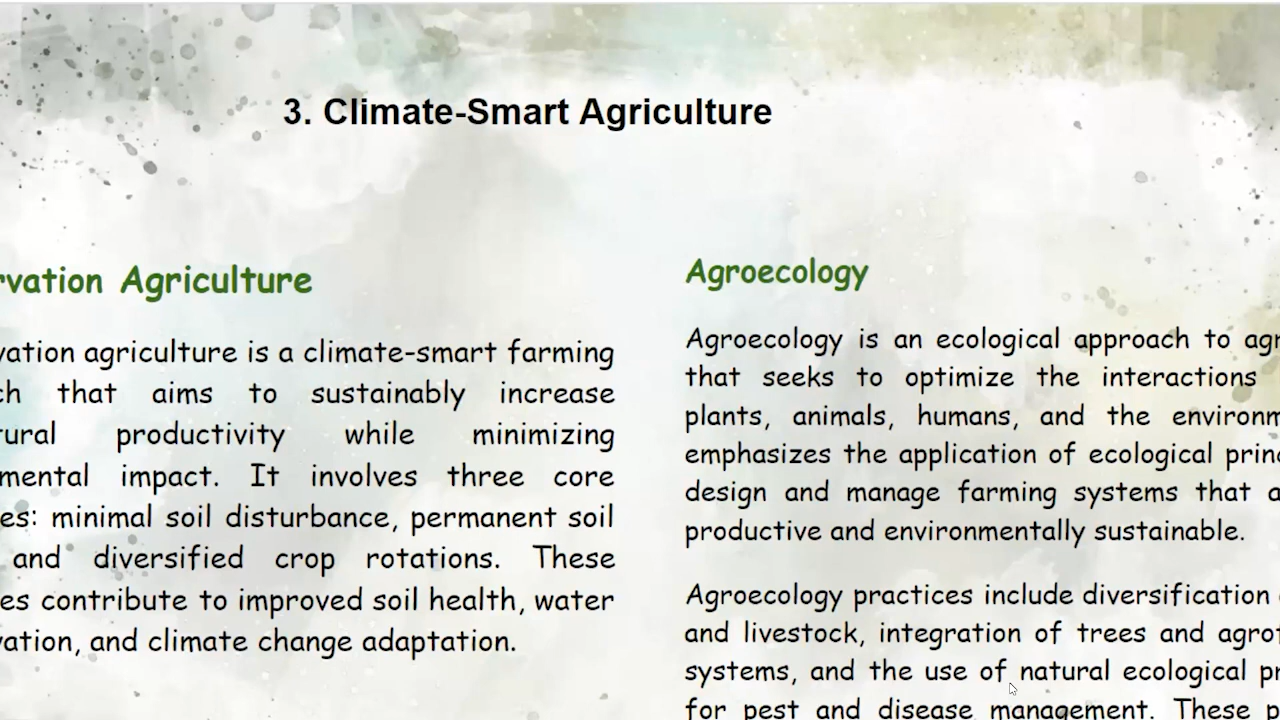 3. Climate-Smart Agriculture
rvation Agriculture
vation agriculture is a climate-smart farming
ch that aims to sustainably increase
tural productivity while minimizing
mental impact. It involves three core
es: minimal soil disturbance, permanent soil
and diversified crop rotations. These
es contribute to improved soil health, water
vation, and climate change adaptation.
Agroecology
Agroecology is an ecological approach to agr
that seeks to optimize the interactions
plants, animals, humans, and the environm
emphasizes the application of ecological princ
design and manage farming systems that a
productive and environmentally sustainable.
Agroecology practices include diversification
and livestock, integration of trees and agrof
systems, and the use of natural ecological pr
for pest and disease management. These p